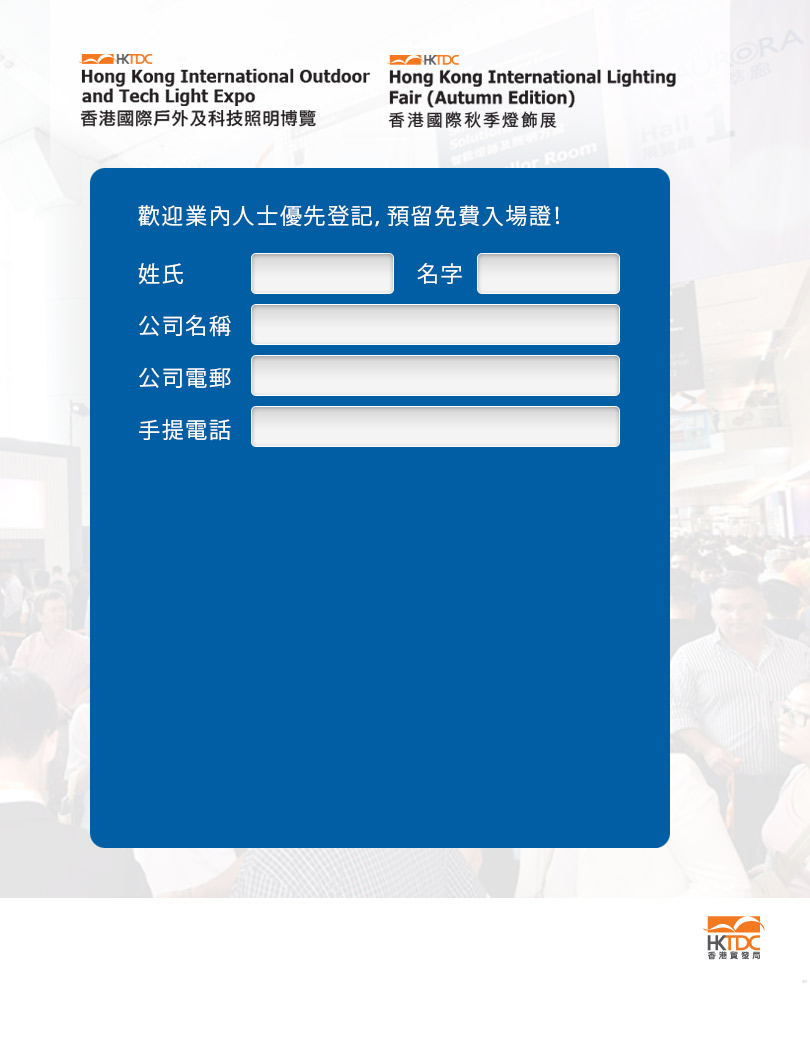 HKTDC
Hong Kong International Outdoor
and Tech Light Expo
香港國際戶外及科技照明博覽
HKTDC
Hong Kong International Lighting
Fair (Autumn Edition)
香港國際秋季燈飾展
歡迎業內人士優先登記, 預留免費入場證!
姓氏
名字
公司名稱
公司電郵
手提電話
HKTDC
香港貿發局